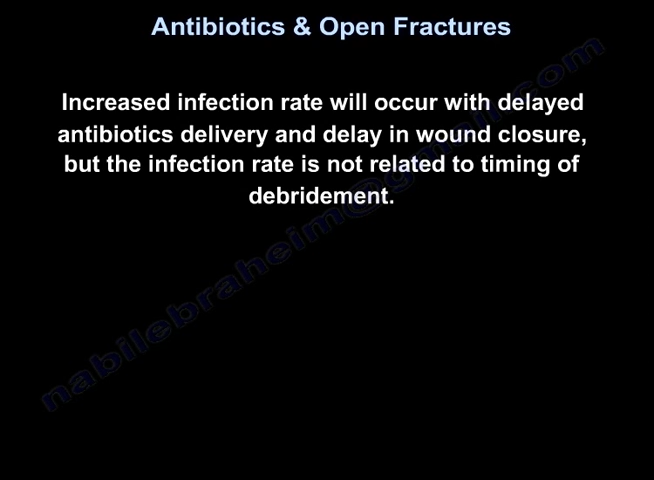 Antibiotics & Open Fractures
Increased infection rate will occur with delayed
antibiotics delivery and delay in wound closure,
but the infection rate is not related to timing of
debridement.
nabilebraheim@gmail.com